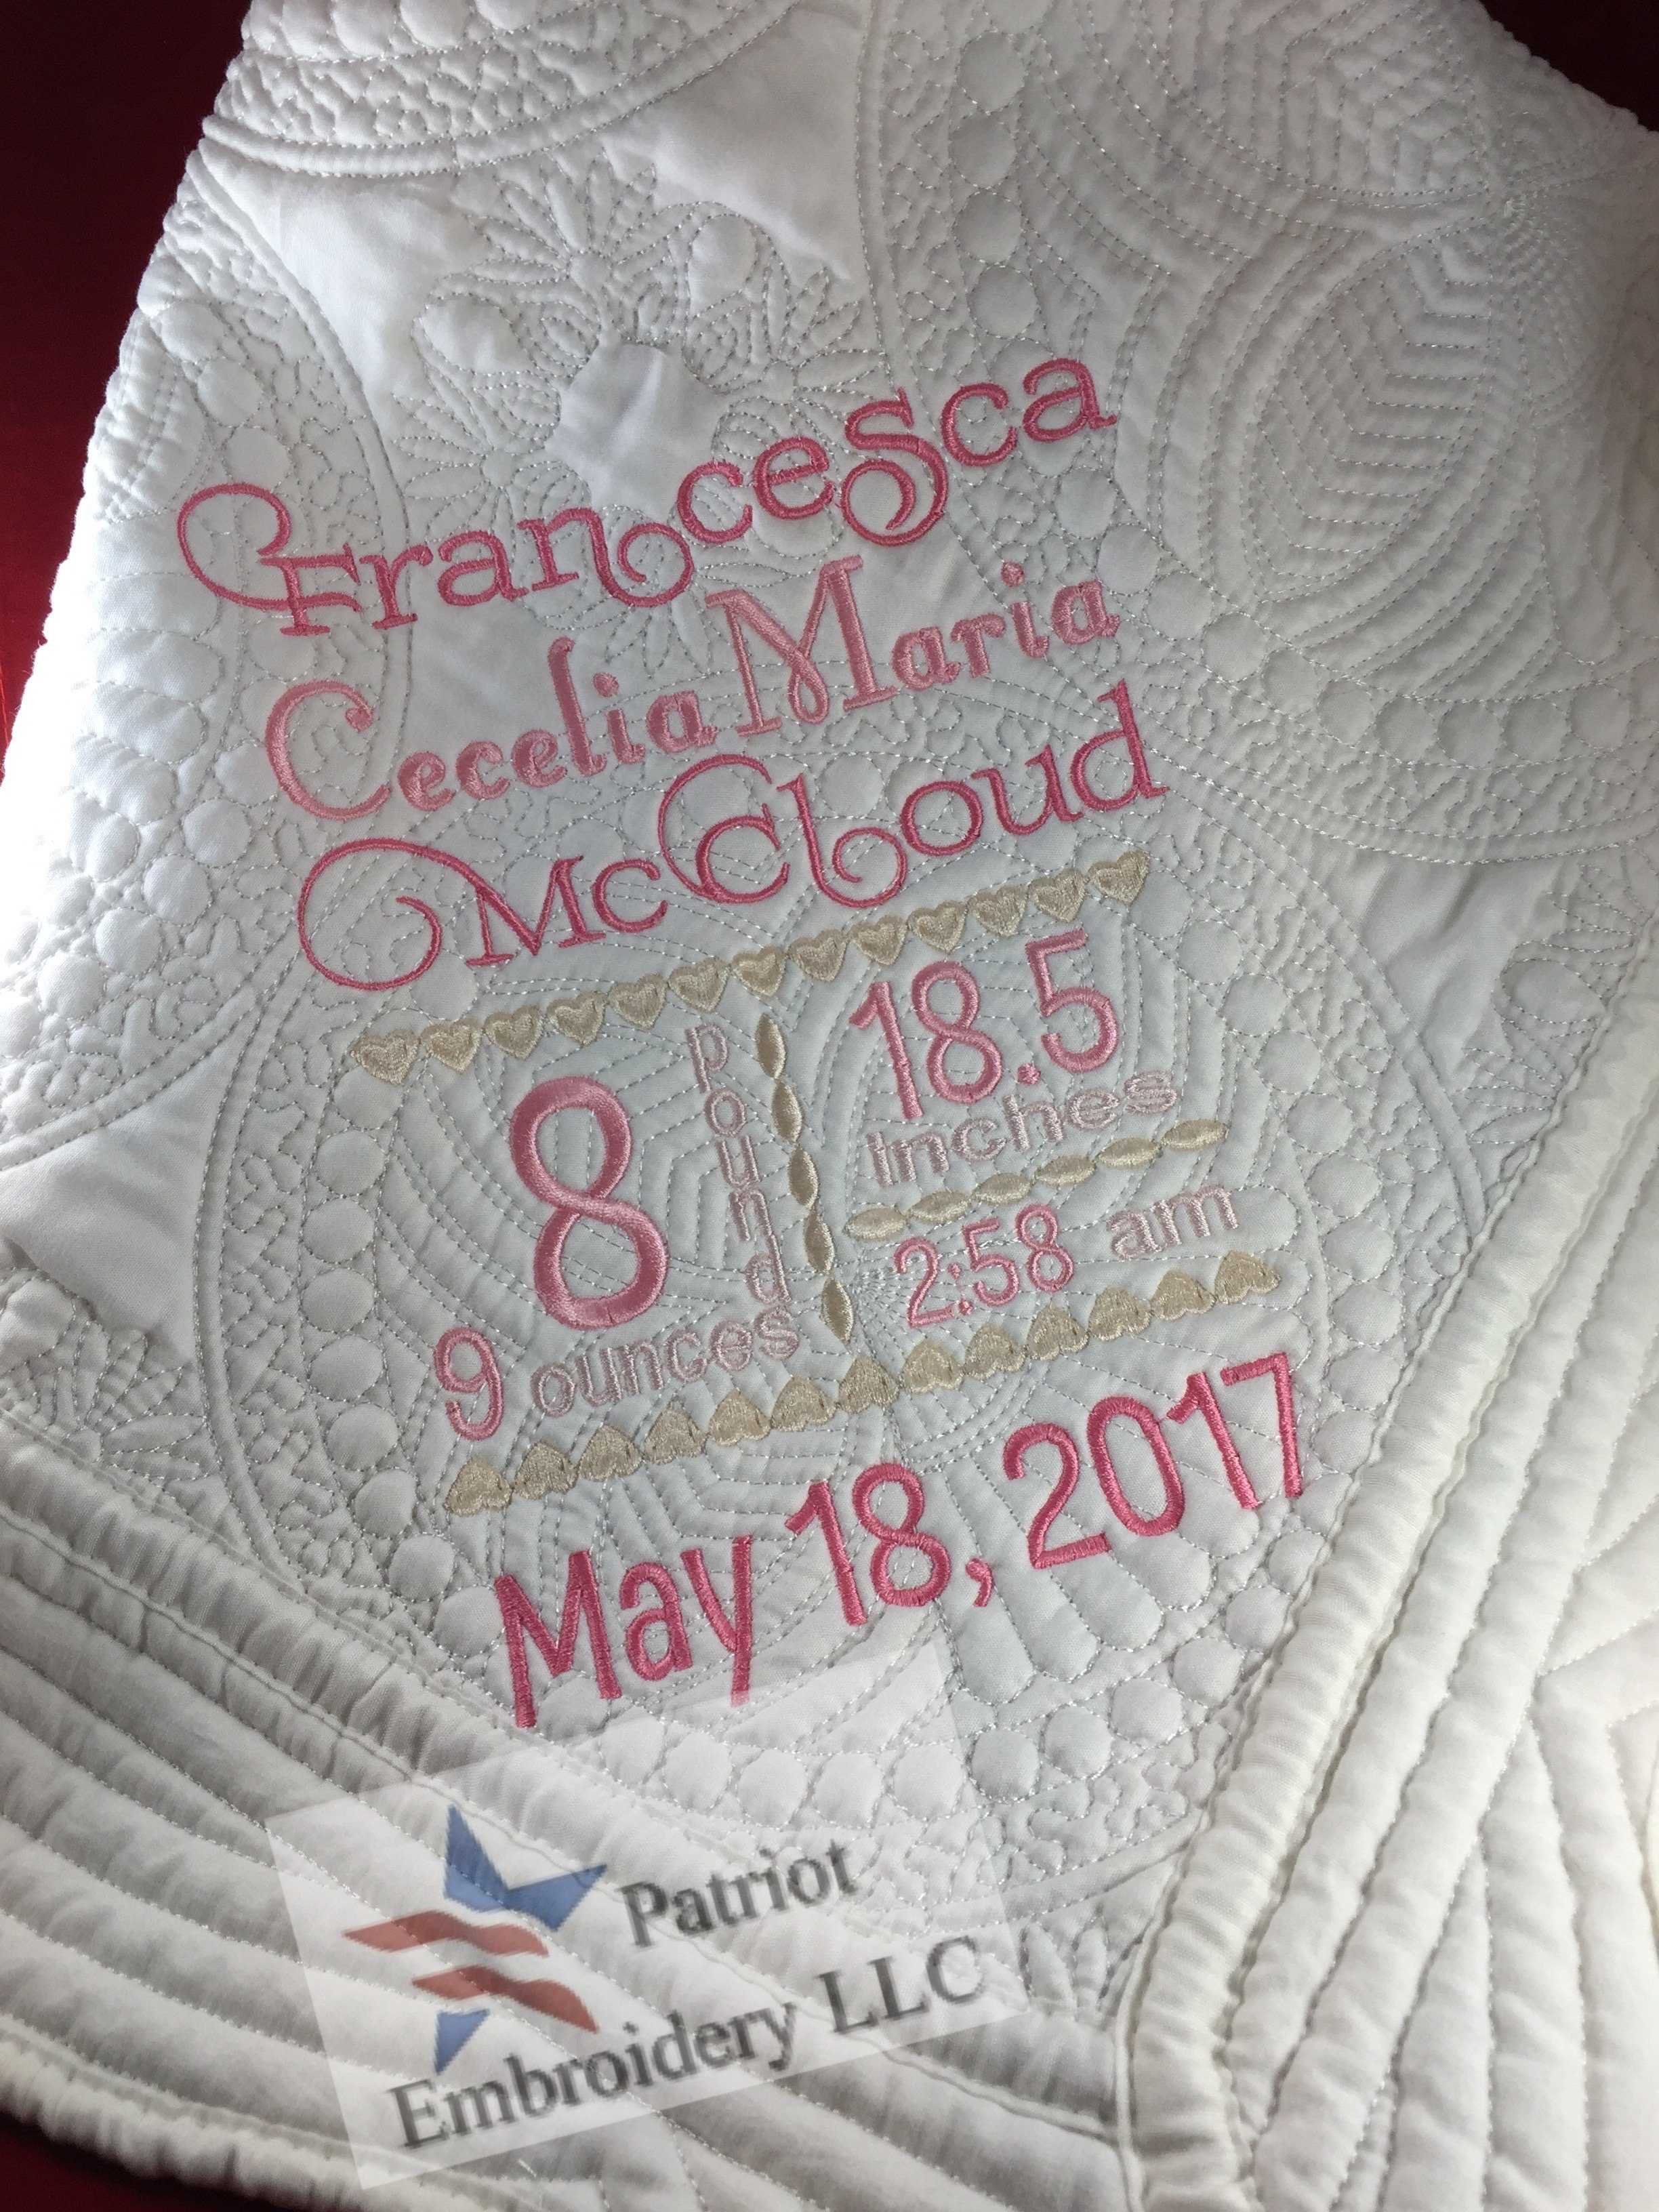 Francesca
Cecelia Maria
McCloud
8 pounds
9 ounces
18.5
inches
2:58 am
May 18, 2017
Patriot
Embroidery LLC